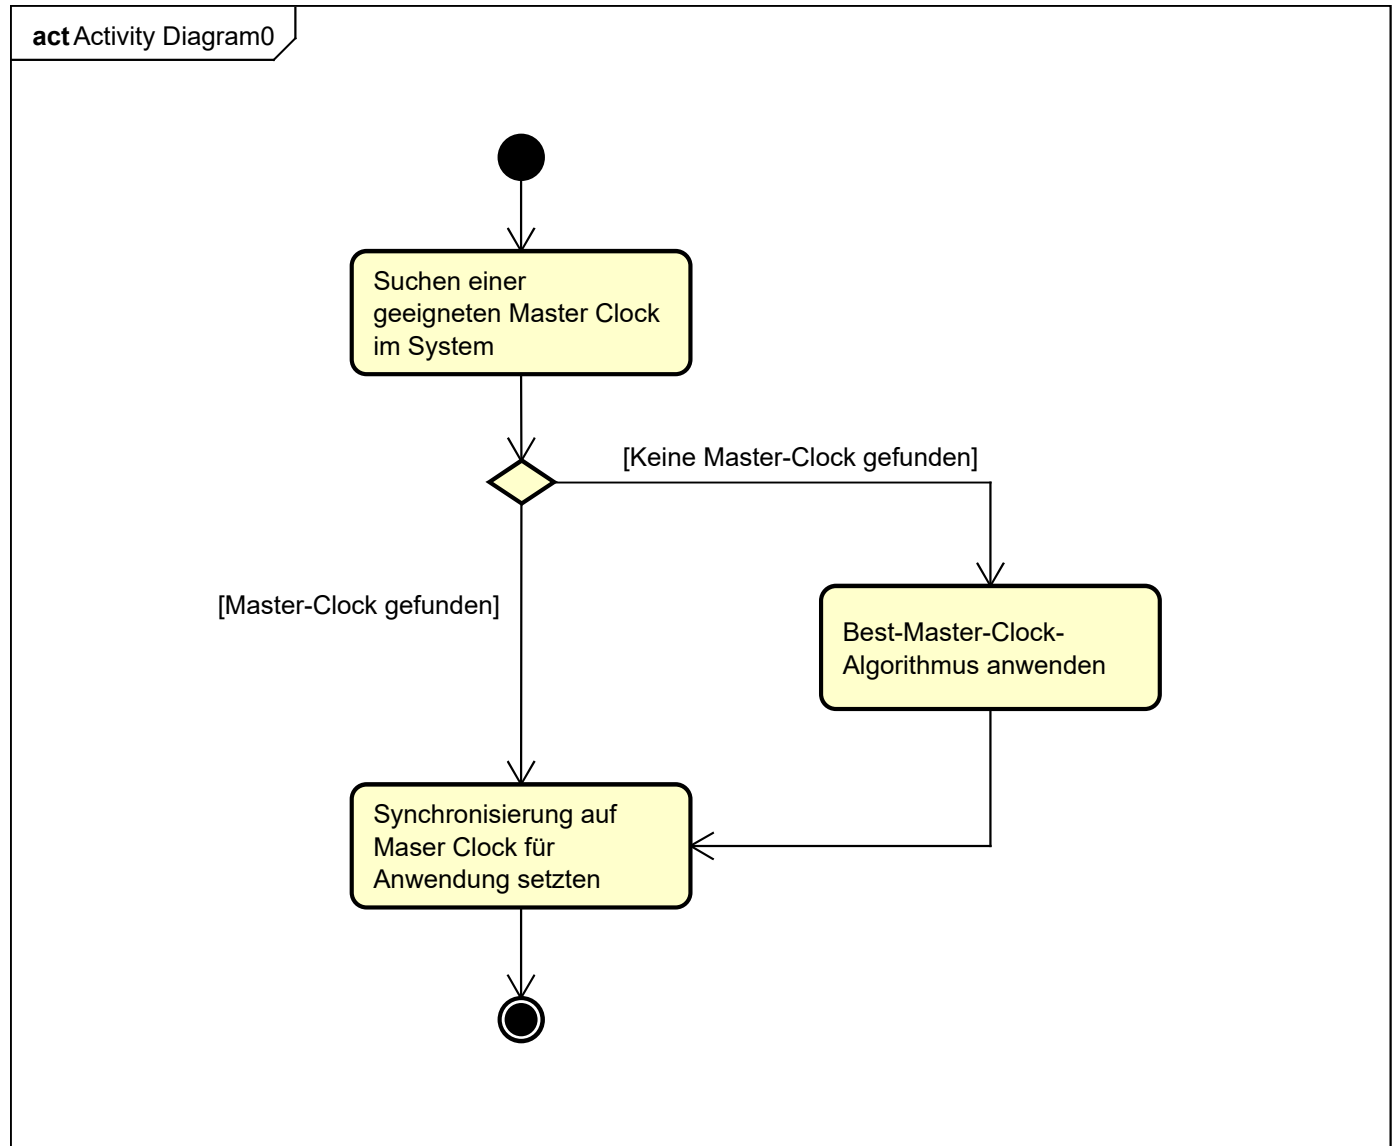 act Activity Diagram0
Suchen einer
geeigneten Master Clock
im System
[Keine Master-Clock gefunden]
[Master-Clock gefunden]
Best-Master-Clock-
Algorithmus anwenden
Synchronisierung auf
Maser Clock für
Anwendung setzten